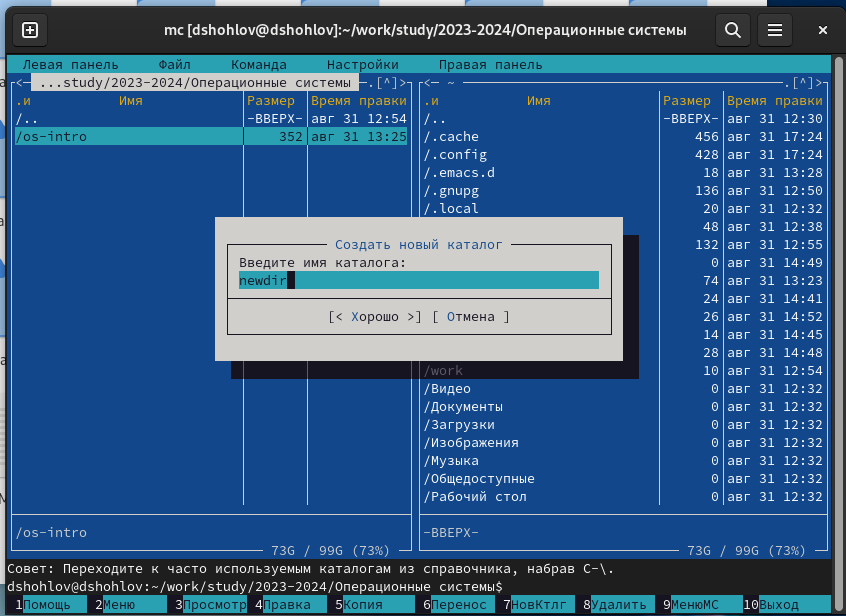 mc [dshohlov@dshohlov]:~/work/study/2023-2024/Операционные системы
Левая панель Файл Команда Настройки Правая панель
<─ ...study/2023-2024/Операционные системы ─.[^]>
.и Имя Размер Время правки
/.. -ВВЕРХ- авг 31 12:54
/os-intro 352 авг 31 13:25
/os-intro
73G / 99G (73%)
<─ ~ ─.[^]>
.и Имя Размер Время правки
/.. -ВВЕРХ- авг 31 12:30
/.cache 456 авг 31 17:24
/.config 428 авг 31 17:24
/.emacs.d 18 авг 31 13:28
/.gnupg 136 авг 31 12:50
/.local 20 авг 31 12:32
48 авг 31 12:38
132 авг 31 12:55
0 авг 31 14:49
74 авг 31 13:23
24 авг 31 14:41
26 авг 31 14:52
14 авг 31 14:45
28 авг 31 14:48
/work 10 авг 31 12:54
/Видео 0 авг 31 12:32
/Документы 0 авг 31 12:32
/Загрузки 0 авг 31 12:32
/Изображения 0 авг 31 12:32
/Музыка 0 авг 31 12:32
/Общедоступные 0 авг 31 12:32
/Рабочий стол 0 авг 31 12:32
-ВВЕРХ-
73G / 99G (73%)
Создать новый каталог
Введите имя каталога:
newdir
[< Хорошо >] [ Отмена ]
Совет: Переходите к часто используемым каталогам из справочника, набрав C-\.
dshohlov@dshohlov:~/work/study/2023-2024/Операционные системы$
1Помощь 2Меню 3Просмотр 4Правка 5Копия 6Перенос 7НовКтлг 8Удалить 9МенюMC 10Выход